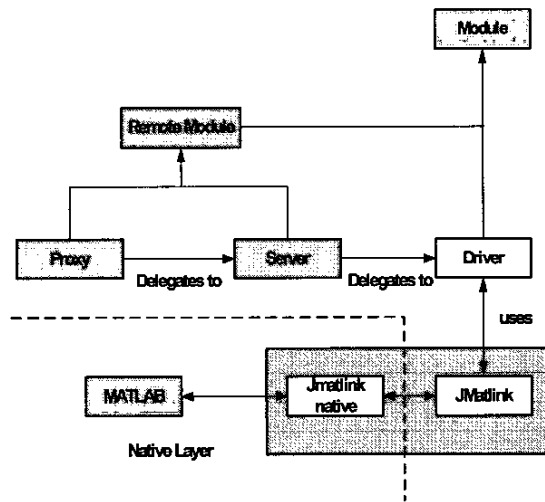 Module
Remote Module
Proxy
Server
Driver
Delegates to
Delegates to
uses
MATLAB
Jmatlink
native
JMatlink
Native Layer